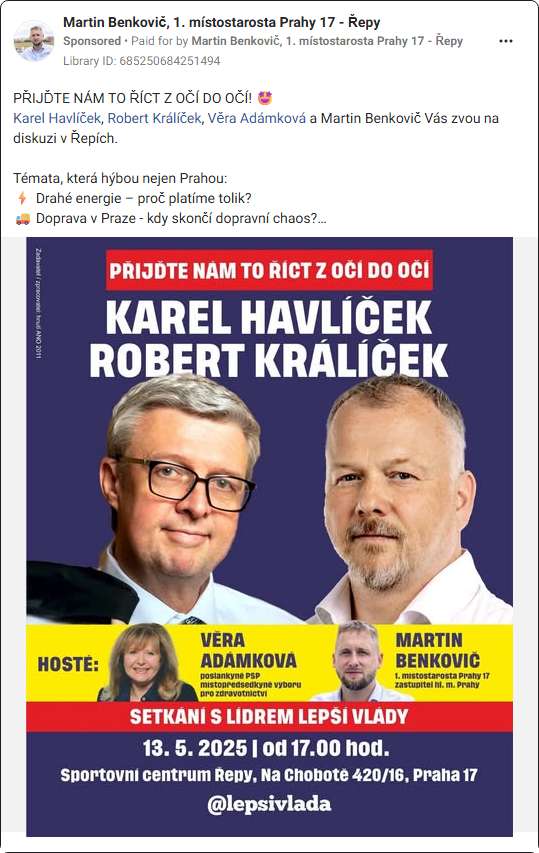 Martin Benkovič, 1. místostarosta Prahy 17 - Řepy
Sponsored • Paid for by Martin Benkovič, 1. místostarosta Prahy 17 - Řepy
Library ID: 685250684251494
PŘIJĎTE NÁM TO ŘÍCT Z OČÍ DO OČÍ! 🤩
Karel Havlíček, Robert Králíček, Věra Adámková a Martin Benkovič Vás zvou na
diskuzi v Řepích.
Témata, která hýbou nejen Prahou:
⚡ Drahé energie – proč platíme tolik?
🚚 Doprava v Praze - kdy skončí dopravní chaos?…
Zadavatel / zpracovatel: hnutí ANO 2011
PŘIJĎTE NÁM TO ŘÍCT Z OČÍ DO OČÍ
KAREL HAVLÍČEK
ROBERT KRÁLÍČEK
HOSTÉ:
VĚRA
ADÁMKOVÁ
poslankyně PSP
místopředsedkyně výboru
pro zdravotnictví
MARTIN
BENKOVIČ
1. místostarosta Prahy 17
zastupitel hl. m. Prahy
SETKÁNÍ S LÍDREM LEPŠÍ VLÁDY
13. 5. 2025 | od 17.00 hod.
Sportovní centrum Řepy, Na Chobotě 420/16, Praha 17
@lepsivlada